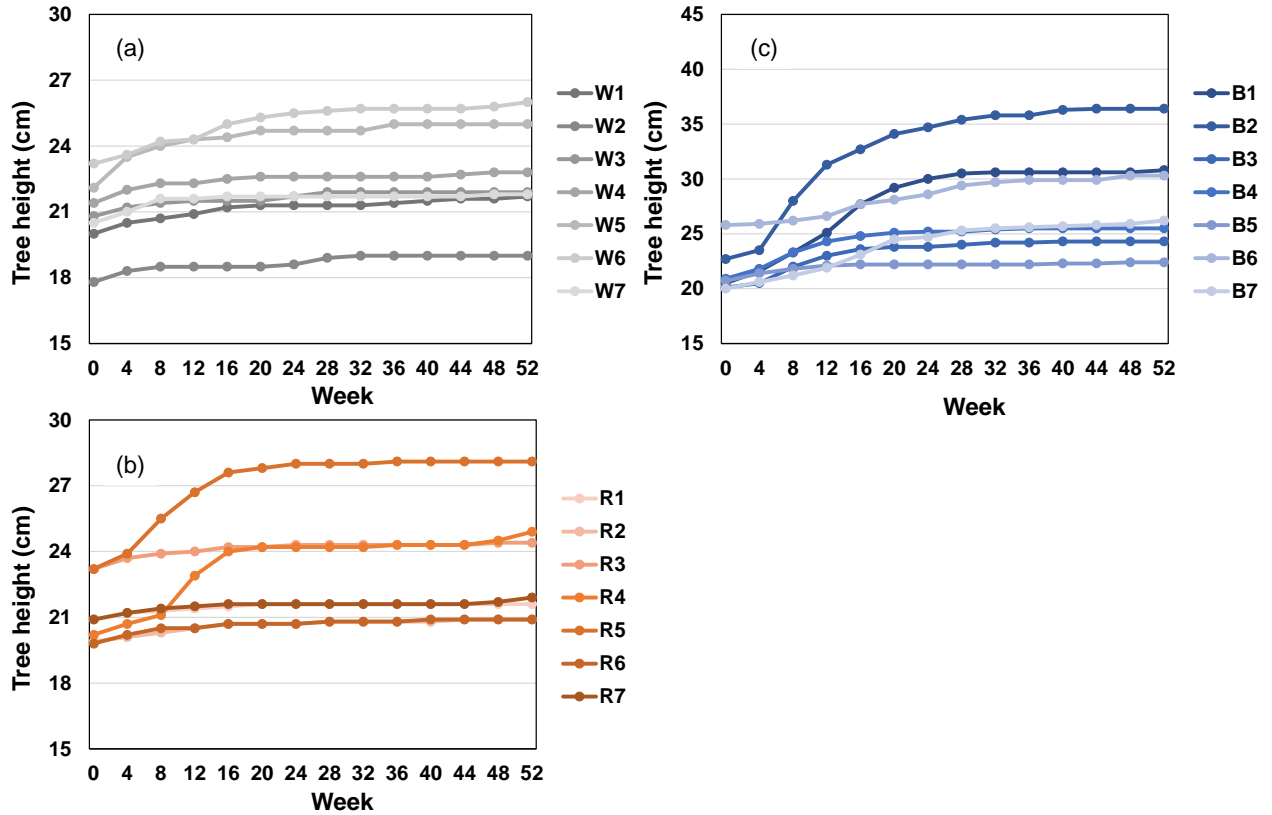 (a)
Tree height (cm)
30
27
24
21
18
15
0 4 8 12 16 20 24 28 32 36 40 44 48 52
Week
W1
W2
W3
W4
W5
W6
W7
(c)
Tree height (cm)
45
40
35
30
25
20
15
0 4 8 12 16 20 24 28 32 36 40 44 48 52
Week
B1
B2
B3
B4
B5
B6
B7
(b)
Tree height (cm)
30
27
24
21
18
15
0 4 8 12 16 20 24 28 32 36 40 44 48 52
Week
R1
R2
R3
R4
R5
R6
R7